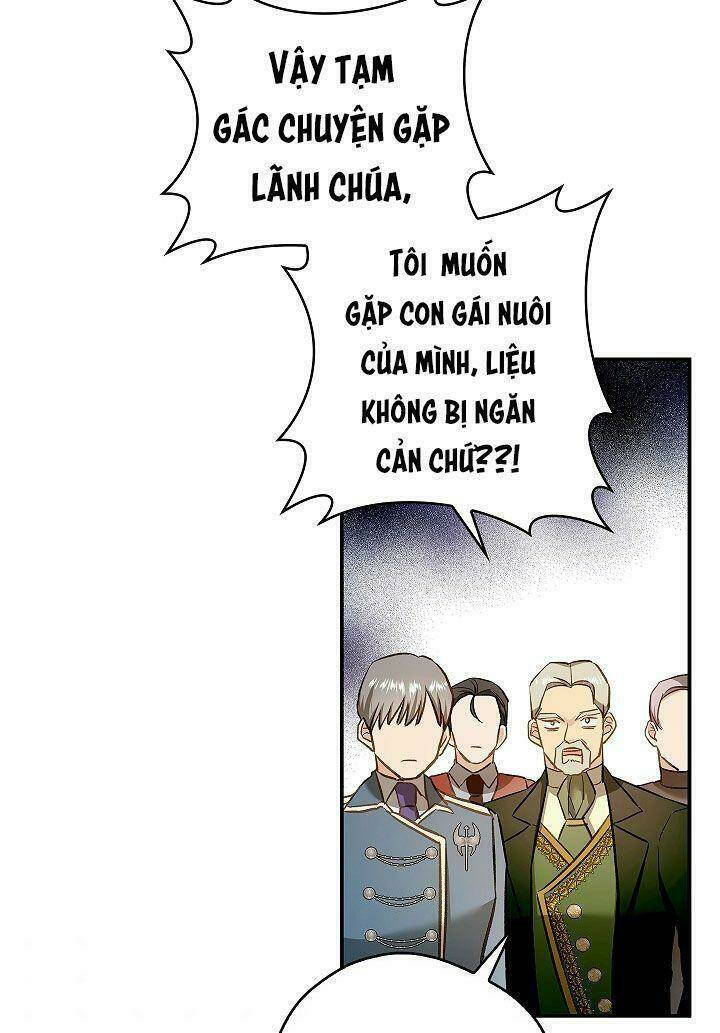 VẬY TẠM
GÁC CHUYỆN GẶP
LÃNH CHÚA,
TÔI MUỐN
GẶP CON GÁI NUÔI
CỦA MÌNH, LIỆU
KHÔNG BỊ NGĂN
CẢN CHỨ??!